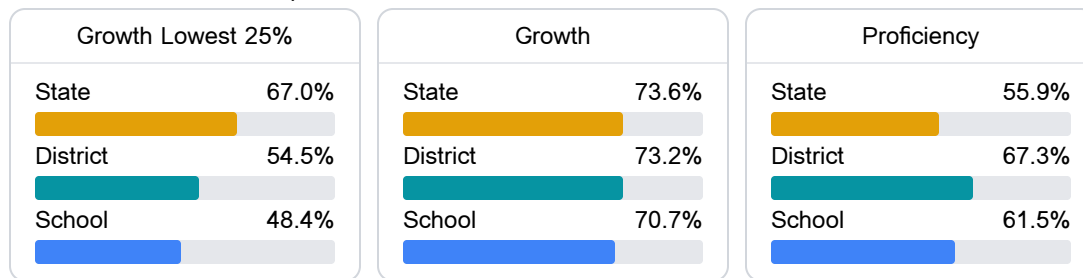 Growth Lowest 25%
State 67.0%
District 54.5%
School 48.4%
Growth
State 73.6%
District 73.2%
School 70.7%
Proficiency
State 55.9%
District 67.3%
School 61.5%